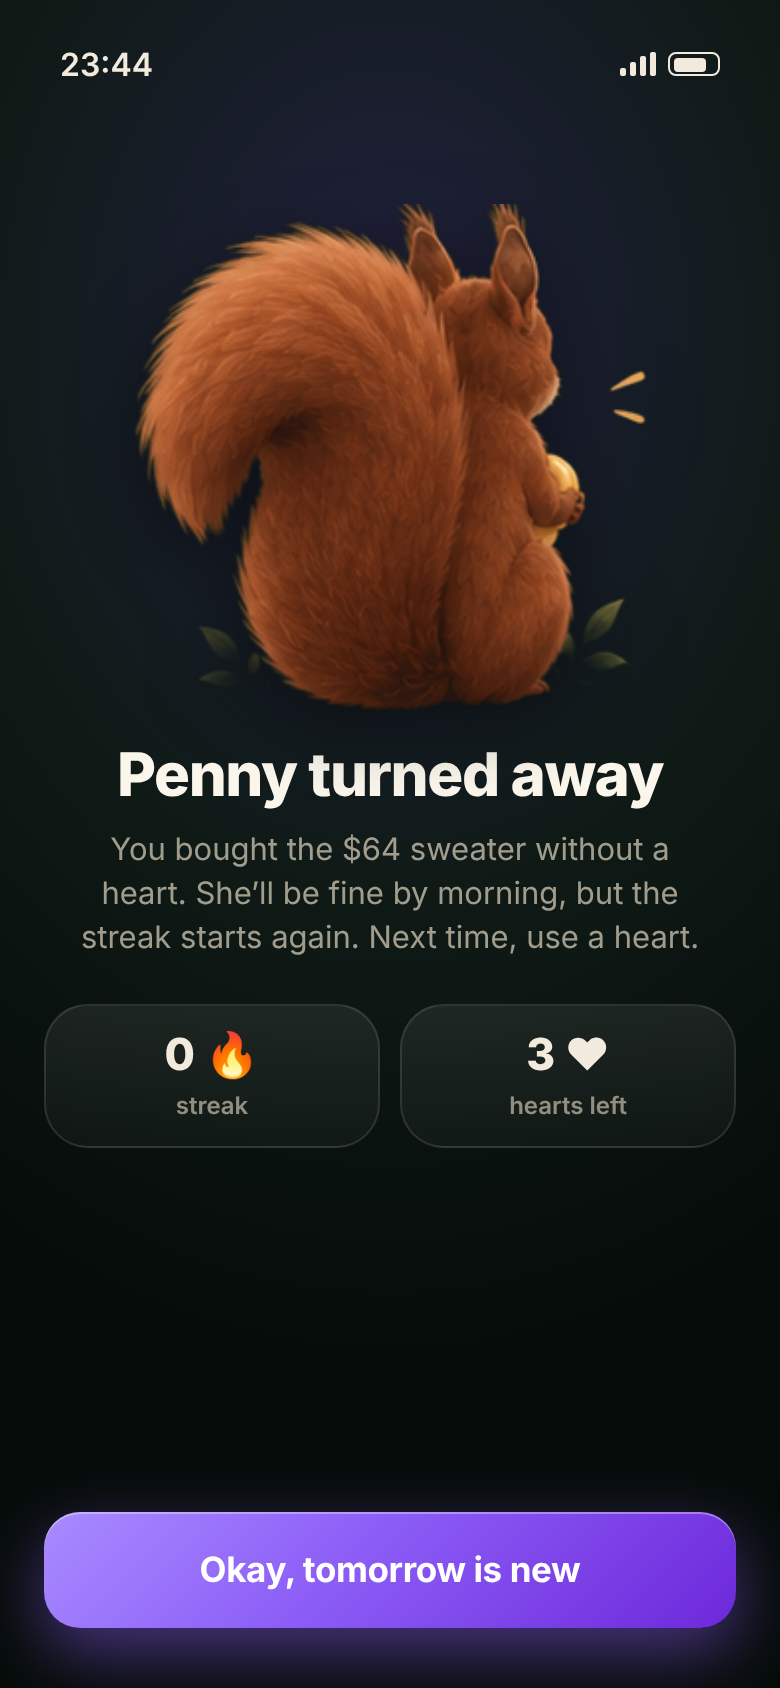 23:44
Penny turned away
You bought the $64 sweater without a
heart. She’ll be fine by morning, but the
streak starts again. Next time, use a heart.
0 🔥
streak
3 ♥
hearts left
Okay, tomorrow is new